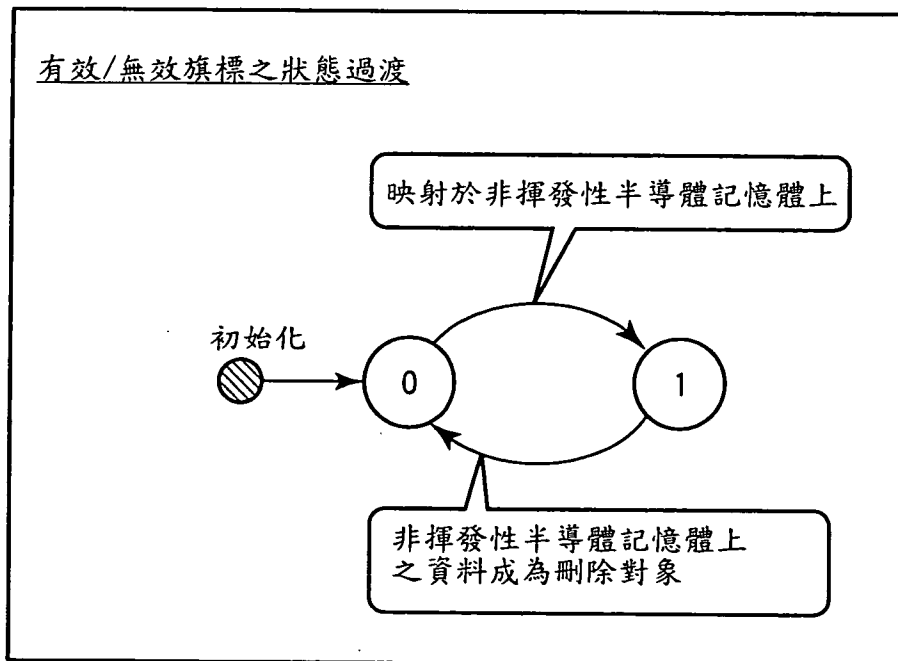 有效/無效旗標之狀態過渡
映射於非揮發性半導體記憶體上
初始化
0
1
非揮發性半導體記憶體上
之資料成為刪除對象